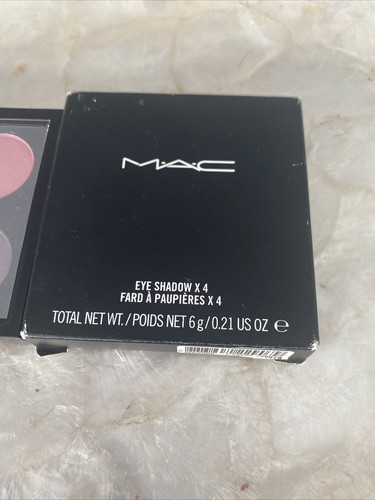 MAC
EYE SHADOW X 4
FARD À PAUPIÈRES X 4
TOTAL NET WT. / POIDS NET 6 g / 0.21 US OZ ℮